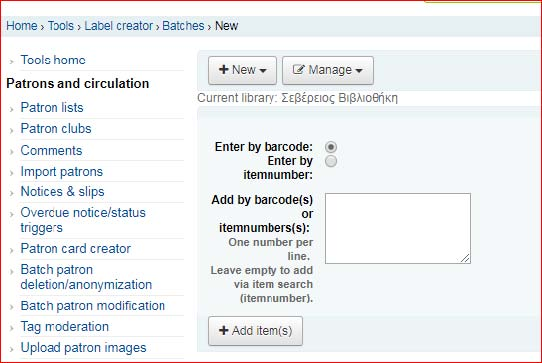 Home › Tools › Label creator › Batches › New
› Tools home
Patrons and circulation
› Patron lists
› Patron clubs
› Comments
› Import patrons
› Notices & slips
› Overdue notice/status
triggers
› Patron card creator
› Batch patron
deletion/anonymization
› Batch patron modification
› Tag moderation
› Upload patron images
+ New
Manage
Current library: Σεβέρειος Βιβλιοθήκη
Enter by barcode:
Enter by
itemnumber:
Add by barcode(s)
or
itemnumbers(s):
One number per
line.
Leave empty to add
via item search
(itemnumber).
+ Add item(s)